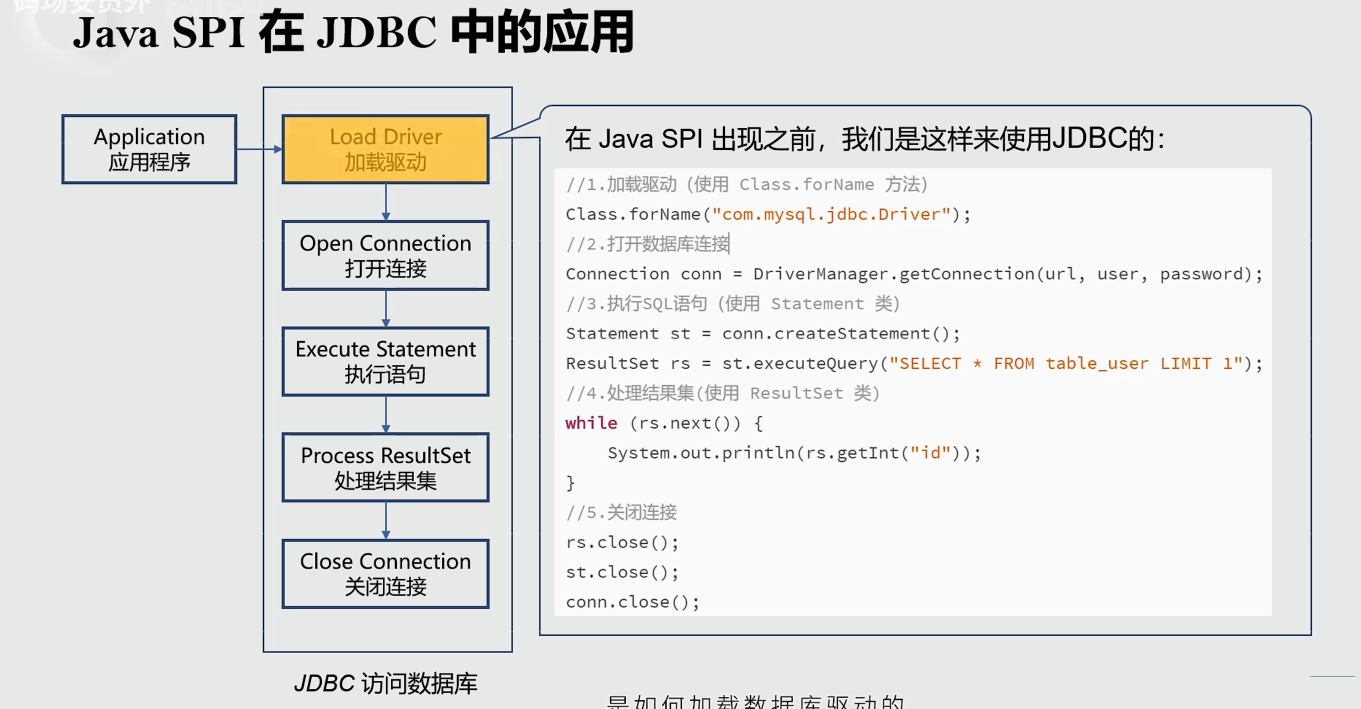 Java SPI 在 JDBC 中的应用
Application
应用程序
Load Driver
加载驱动
Open Connection
打开连接
Execute Statement
执行语句
Process ResultSet
处理结果集
Close Connection
关闭连接
JDBC 访问数据库
在 Java SPI 出现之前，我们是这样来使用JDBC的：
//1.加载驱动（使用 Class.forName 方法）
Class.forName("com.mysql.jdbc.Driver");
//2.打开数据库连接
Connection conn = DriverManager.getConnection(url, user, password);
//3.执行SQL语句（使用 Statement 类）
Statement st = conn.createStatement();
ResultSet rs = st.executeQuery("SELECT * FROM table_user LIMIT 1");
//4.处理结果集(使用 ResultSet 类）
while (rs.next()) {
    System.out.println(rs.getInt("id"));
}
//5.关闭连接
rs.close();
st.close();
conn.close();
是如何加载数据库驱动的